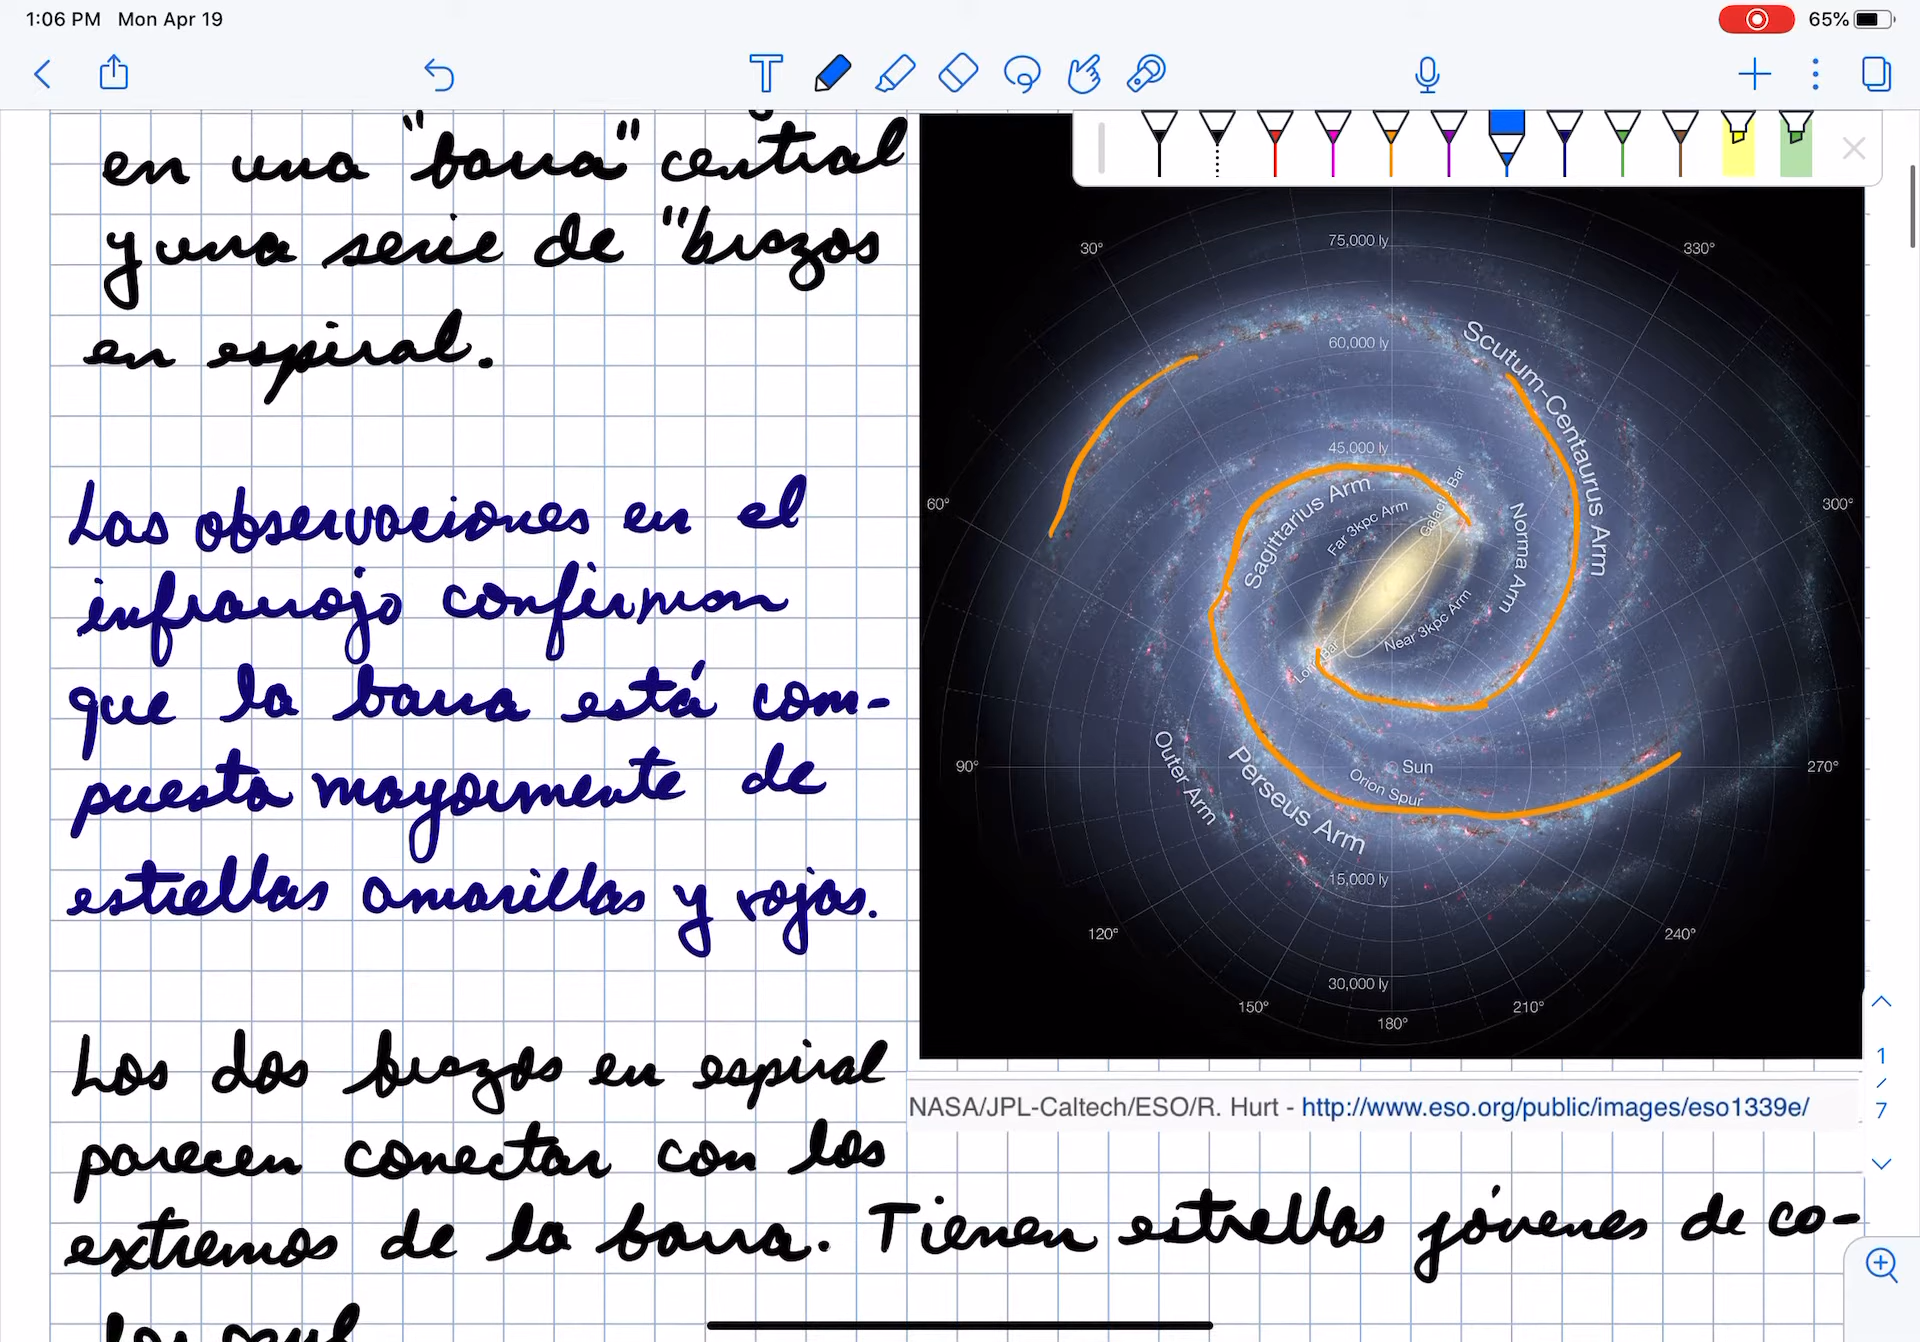 1:06 PM Mon Apr 19
65%
en una "barra" central
y una serie de "brazos
en espiral.
Las observaciones en el
infrarrojo confirman
que la barra está com-
puesta mayormente de
estrellas amarillas y rojas.
Los dos brazos en espiral
parecen conectar con los
extremos de la barra. Tienen estrellas jóvenes de co-
lor azul
75,000 ly
30°
330°
60,000 ly
Scutum-Centaurus Arm
45,000 ly
60°
300°
Sagittarius Arm
Far 3kpc Arm
Galactic Bar
Norma Arm
Near 3kpc Arm
Long Bar
Outer Arm
Perseus Arm
90°
Sun
270°
Orion Spur
15,000 ly
120°
240°
30,000 ly
150°
210°
180°
NASA/JPL-Caltech/ESO/R. Hurt - http://www.eso.org/public/images/eso1339e/
1
/
7